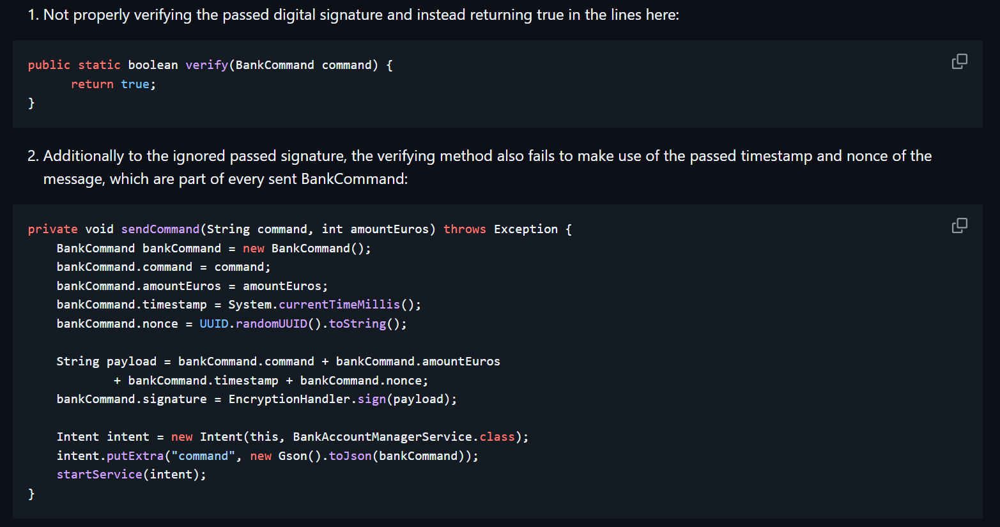 1. Not properly verifying the passed digital signature and instead returning true in the lines here:
public static boolean verify(BankCommand command) {
      return true;
}
2. Additionally to the ignored passed signature, the verifying method also fails to make use of the passed timestamp and nonce of the
message, which are part of every sent BankCommand:
private void sendCommand(String command, int amountEuros) throws Exception {
    BankCommand bankCommand = new BankCommand();
    bankCommand.command = command;
    bankCommand.amountEuros = amountEuros;
    bankCommand.timestamp = System.currentTimeMillis();
    bankCommand.nonce = UUID.randomUUID().toString();
    String payload = bankCommand.command + bankCommand.amountEuros
            + bankCommand.timestamp + bankCommand.nonce;
    bankCommand.signature = EncryptionHandler.sign(payload);
    Intent intent = new Intent(this, BankAccountManagerService.class);
    intent.putExtra("command", new Gson().toJson(bankCommand));
    startService(intent);
}